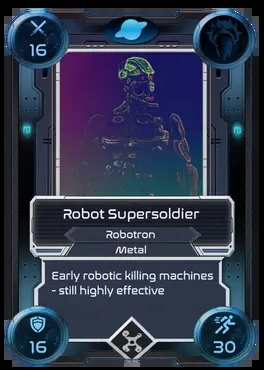 16
Robot Supersoldier
Robotron
Metal
Early robotic killing machines
- still highly effective
16
30